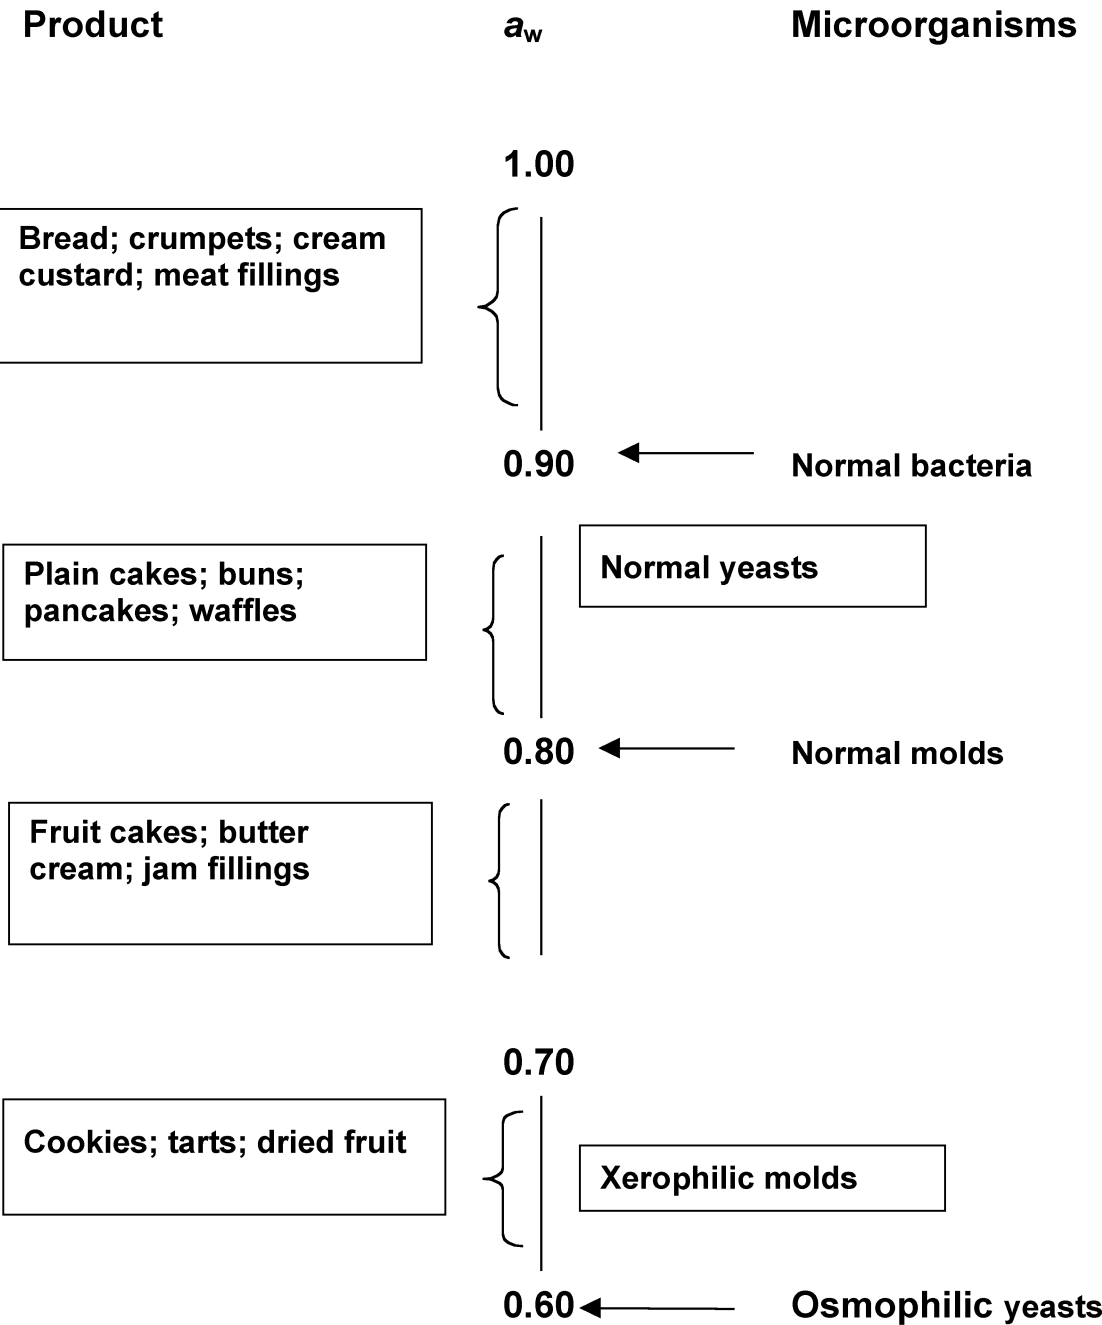 Product
aw
Microorganisms
1.00
Bread; crumpets; cream
custard; meat fillings
0.90
Normal bacteria
Plain cakes; buns;
pancakes; waffles
Normal yeasts
0.80
Normal molds
Fruit cakes; butter
cream; jam fillings
0.70
Cookies; tarts; dried fruit
Xerophilic molds
0.60
Osmophilic yeasts